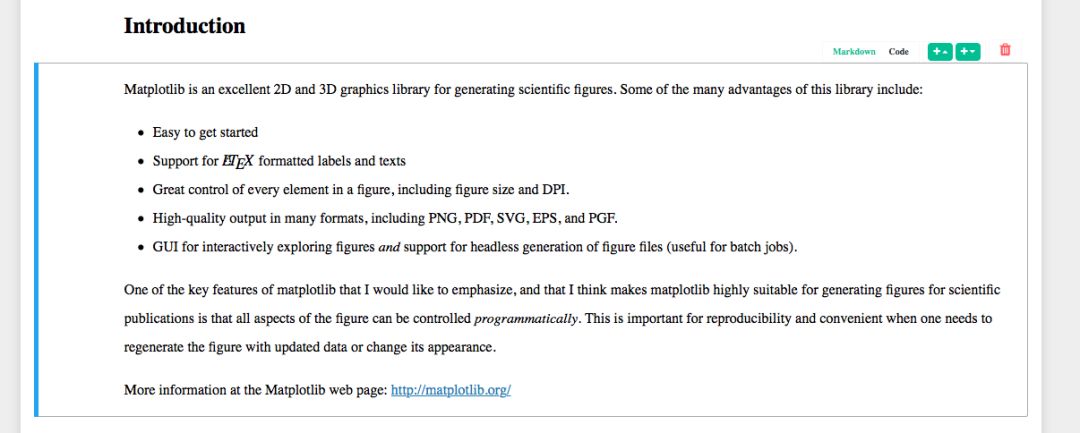 Introduction
Markdown Code
Matplotlib is an excellent 2D and 3D graphics library for generating scientific figures. Some of the many advantages of this library include:
• Easy to get started
• Support for LATEX formatted labels and texts
• Great control of every element in a figure, including figure size and DPI.
• High-quality output in many formats, including PNG, PDF, SVG, EPS, and PGF.
• GUI for interactively exploring figures and support for headless generation of figure files (useful for batch jobs).
One of the key features of matplotlib that I would like to emphasize, and that I think makes matplotlib highly suitable for generating figures for scientific
publications is that all aspects of the figure can be controlled programmatically. This is important for reproducibility and convenient when one needs to
regenerate the figure with updated data or change its appearance.
More information at the Matplotlib web page: http://matplotlib.org/